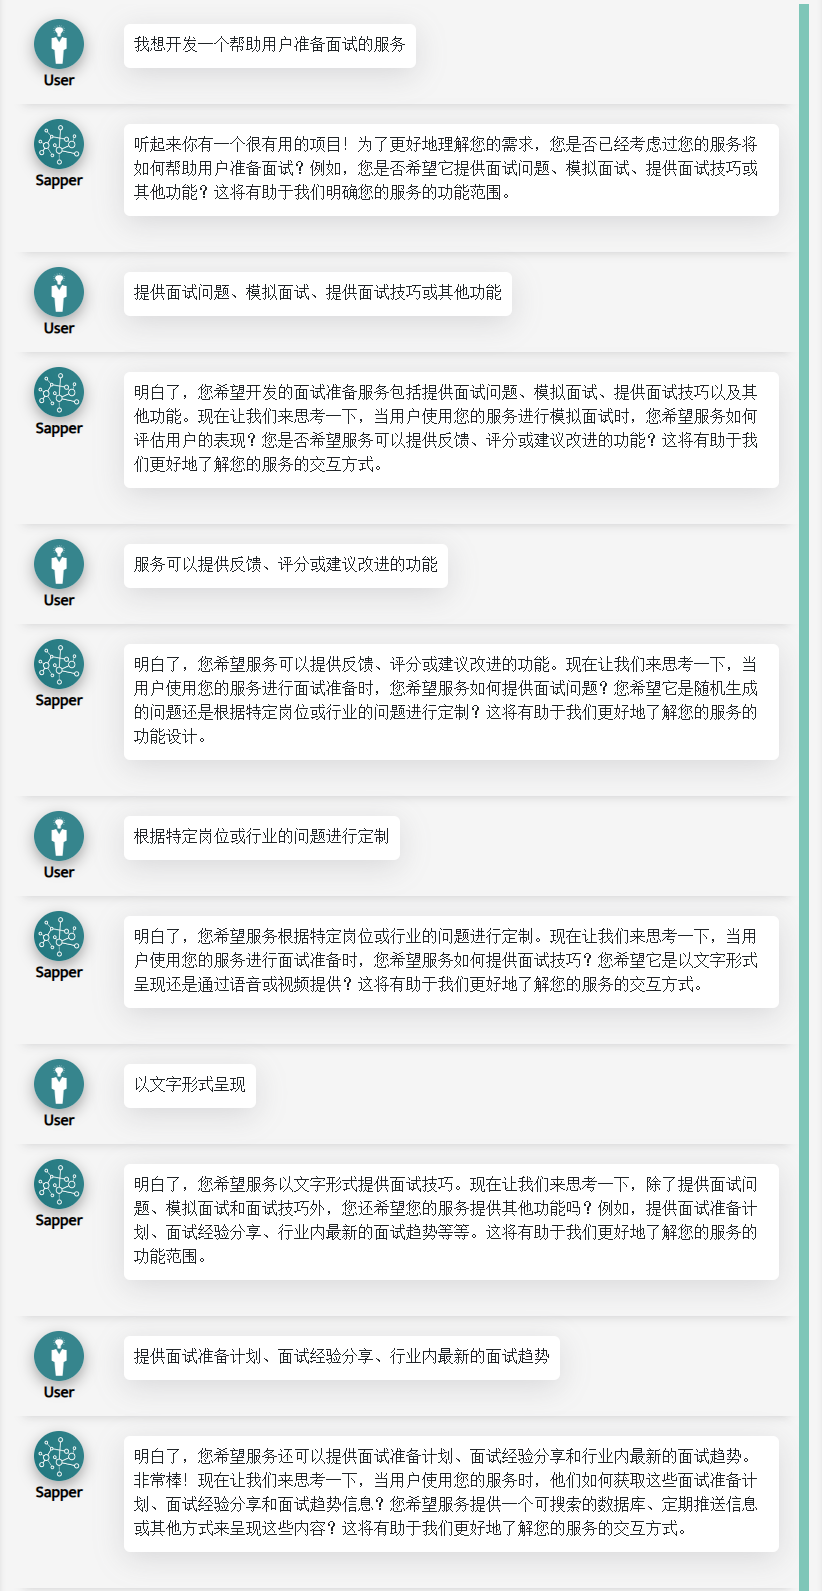 我想开发一个帮助用户准备面试的服务
User
听起来你有一个很有用的项目！为了更好地理解您的需求，您是否已经考虑过您的服务将
如何帮助用户准备面试？例如，您是否希望它提供面试问题、模拟面试、提供面试技巧或
其他功能？这将有助于我们明确您的服务的功能范围。
Sapper
提供面试问题、模拟面试、提供面试技巧或其他功能
User
明白了，您希望开发的面试准备服务包括提供面试问题、模拟面试、提供面试技巧以及其
他功能。现在让我们来思考一下，当用户使用您的服务进行模拟面试时，您希望服务如何
评估用户的表现？您是否希望服务可以提供反馈、评分或建议改进的功能？这将有助于我
们更好地了解您的服务的交互方式。
Sapper
服务可以提供反馈、评分或建议改进的功能
User
明白了，您希望服务可以提供反馈、评分或建议改进的功能。现在让我们来思考一下，当
用户使用您的服务进行面试准备时，您希望服务如何提供面试问题？您希望它是随机生成
的问题还是根据特定岗位或行业的问题进行定制？这将有助于我们更好地了解您的服务的
功能设计。
Sapper
根据特定岗位或行业的问题进行定制
User
明白了，您希望服务根据特定岗位或行业的问题进行定制。现在让我们来思考一下，当用
户使用您的服务进行面试准备时，您希望服务如何提供面试技巧？您希望它是以文字形式
呈现还是通过语音或视频提供？这将有助于我们更好地了解您的服务的交互方式。
Sapper
以文字形式呈现
User
明白了，您希望服务以文字形式提供面试技巧。现在让我们来思考一下，除了提供面试问
题、模拟面试和面试技巧外，您还希望您的服务提供其他功能吗？例如，提供面试准备计
划、面试经验分享、行业内最新的面试趋势等等。这将有助于我们更好地了解您的服务的
功能范围。
Sapper
提供面试准备计划、面试经验分享、行业内最新的面试趋势
User
明白了，您希望服务还可以提供面试准备计划、面试经验分享和行业内最新的面试趋势。
非常棒！现在让我们来思考一下，当用户使用您的服务时，他们如何获取这些面试准备计
划、面试经验分享和面试趋势信息？您希望服务提供一个可搜索的数据库、定期推送信息
或其他方式来呈现这些内容？这将有助于我们更好地了解您的服务的交互方式。
Sapper